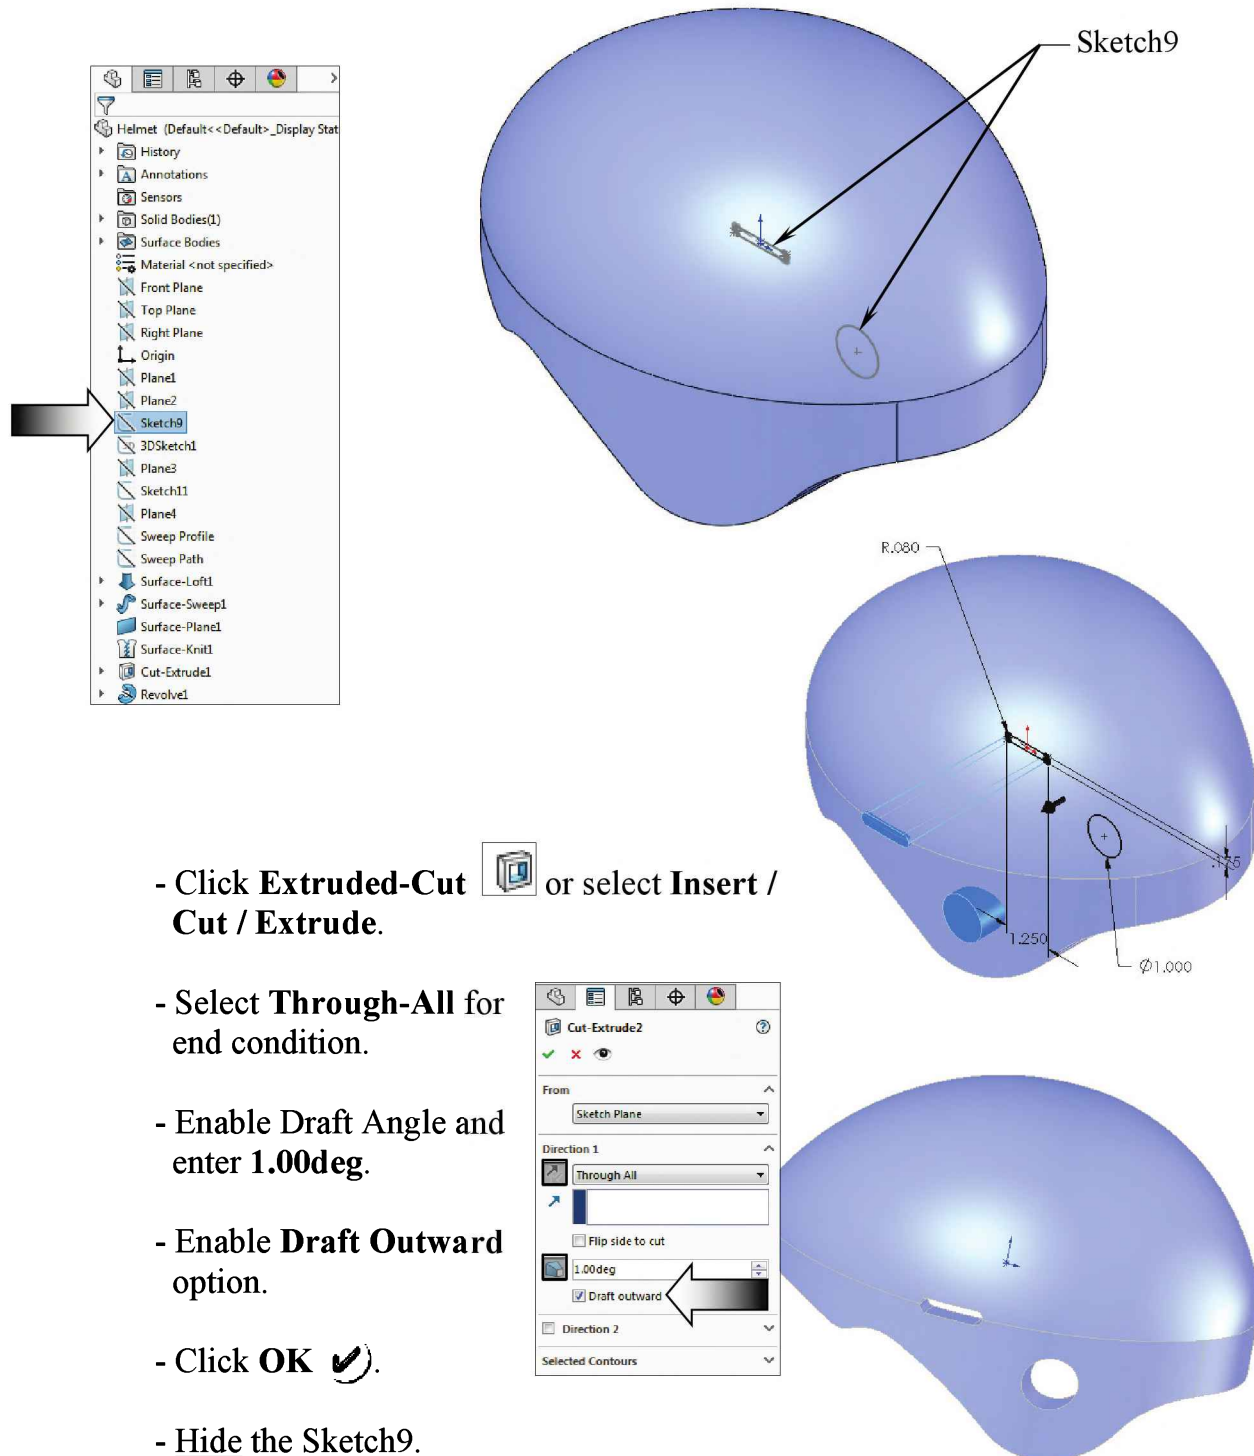 Sketch9
Helmet (Default<<Default>_Display Stat
History
Annotations
Sensors
Solid Bodies(1)
Surface Bodies
Material <not specified>
Front Plane
Top Plane
Right Plane
Origin
Plane1
Plane2
Sketch9
3DSketch1
Plane3
Sketch11
Plane4
Sweep Profile
Sweep Path
Surface-Loft1
Surface-Sweep1
Surface-Plane1
Surface-Knit1
Cut-Extrude1
Revolve1
R.080
.175
1.250
Ø1.000
- Click Extruded-Cut or select Insert /
Cut / Extrude.
- Select Through-All for
end condition.
- Enable Draft Angle and
enter 1.00deg.
- Enable Draft Outward
option.
- Click OK .
- Hide the Sketch9.
Cut-Extrude2
From
Sketch Plane
Direction 1
Through All
Flip side to cut
1.00deg
Draft outward
Direction 2
Selected Contours